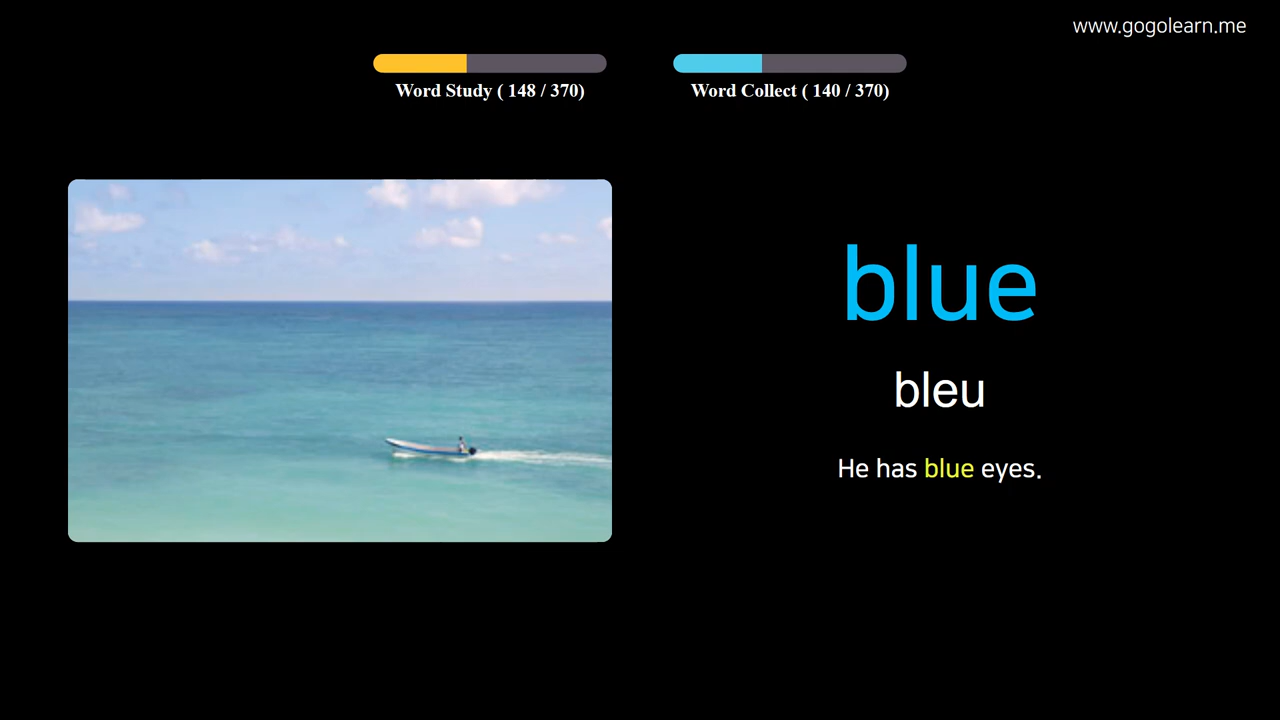 www.gogolearn.me
Word Study ( 148 / 370)
Word Collect ( 140 / 370)
blue
bleu
He has blue eyes.